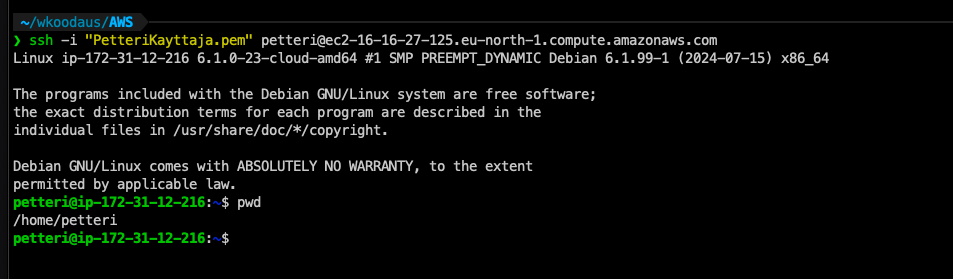 ~/wkoodaus/AWS
❯ ssh -i "PetteriKayttaja.pem" petteri@ec2-16-16-27-125.eu-north-1.compute.amazonaws.com
Linux ip-172-31-12-216 6.1.0-23-cloud-amd64 #1 SMP PREEMPT_DYNAMIC Debian 6.1.99-1 (2024-07-15) x86_64
The programs included with the Debian GNU/Linux system are free software;
the exact distribution terms for each program are described in the
individual files in /usr/share/doc/*/copyright.
Debian GNU/Linux comes with ABSOLUTELY NO WARRANTY, to the extent
permitted by applicable law.
petteri@ip-172-31-12-216:~$ pwd
/home/petteri
petteri@ip-172-31-12-216:~$